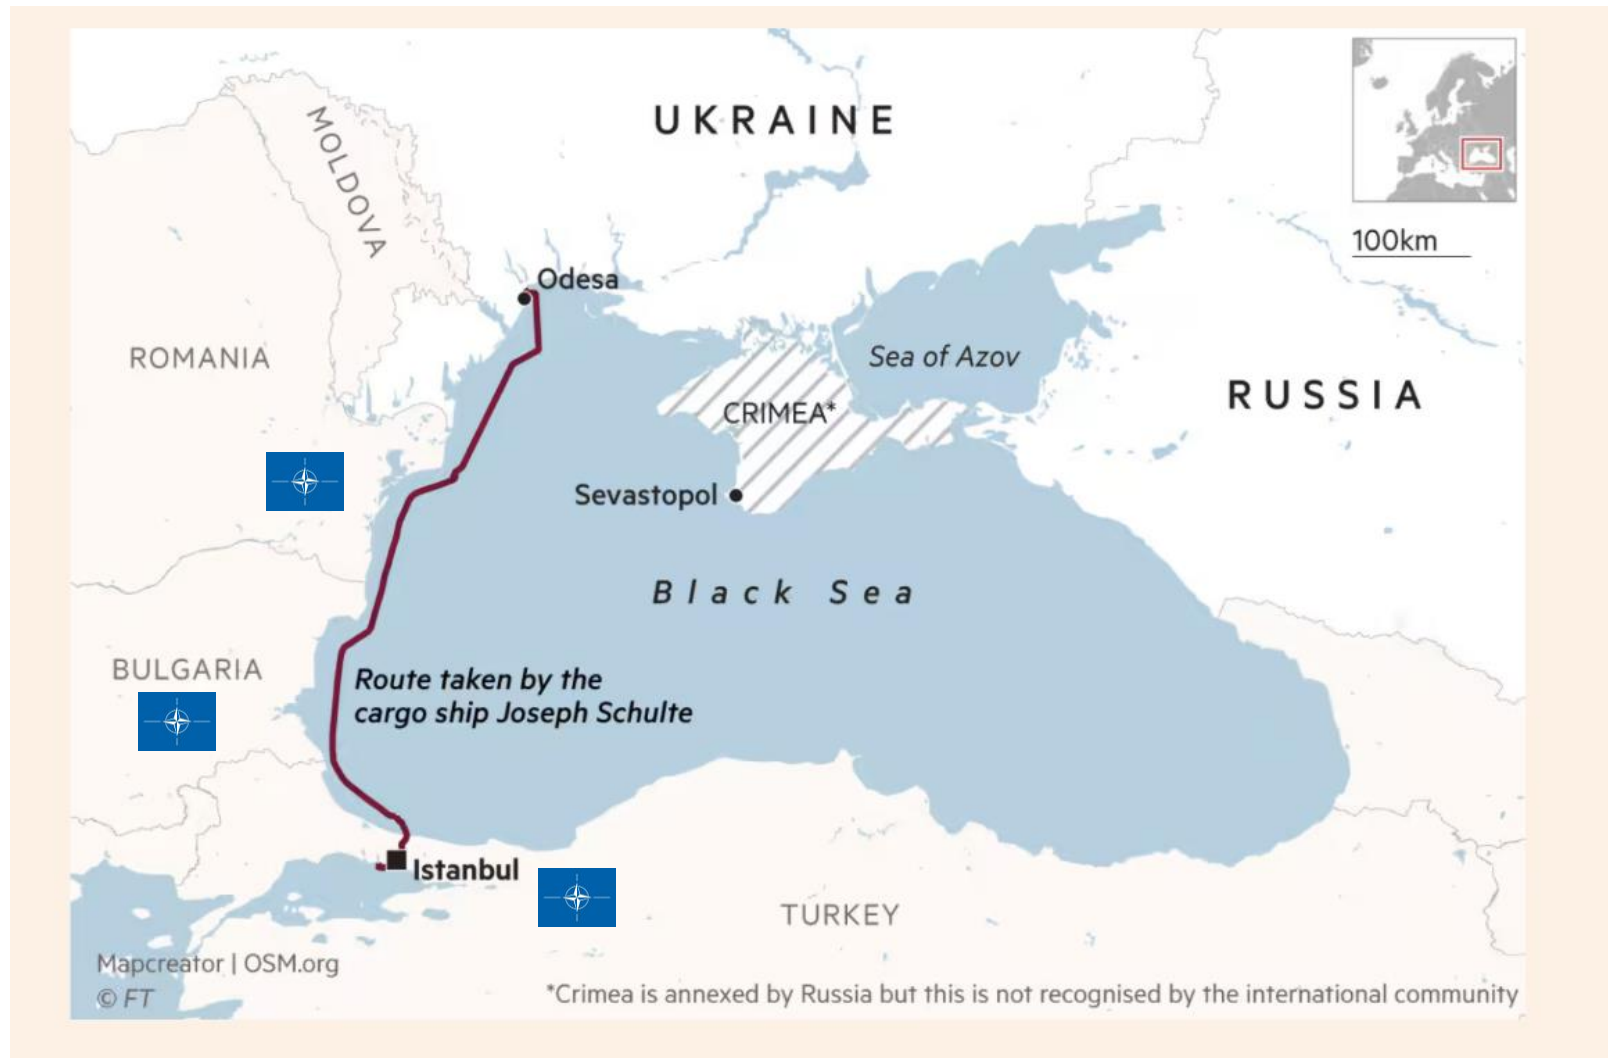 UKRAINE
MOLDOVA
100km
Odesa
ROMANIA
Sea of Azov
RUSSIA
CRIMEA*
Sevastopol
Black Sea
BULGARIA
Route taken by the
cargo ship Joseph Schulte
Istanbul
TURKEY
Mapcreator | OSM.org
© FT
*Crimea is annexed by Russia but this is not recognised by the international community